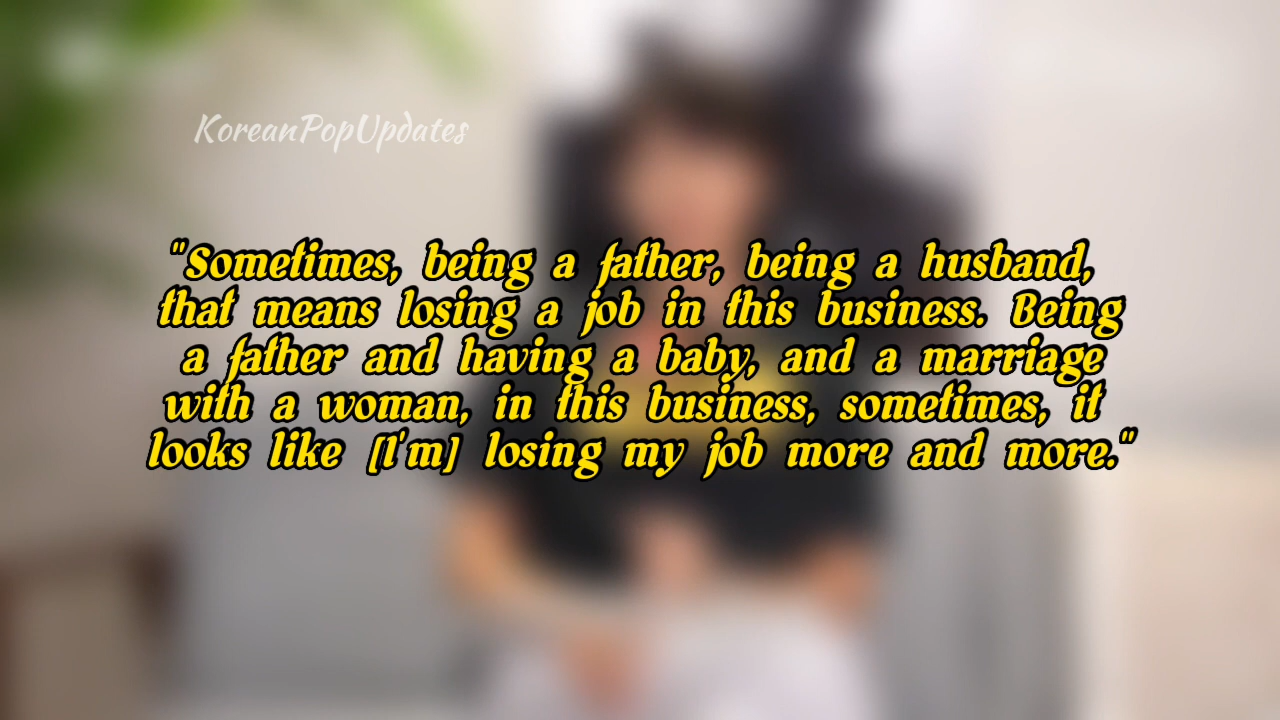 KoreanPopUpdates
"Sometimes, being a father, being a husband,
that means losing a job in this business. Being
a father and having a baby, and a marriage
with a woman, in this business, sometimes, it
looks like [I'm] losing my job more and more."